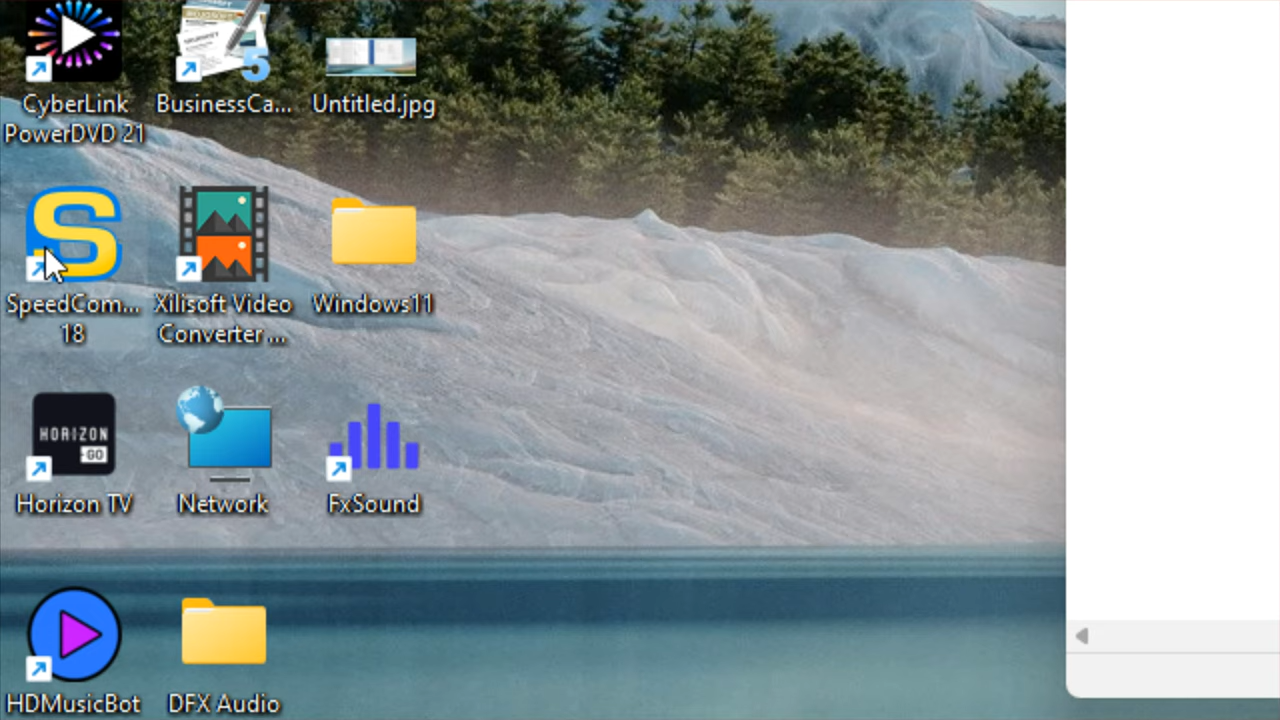 CyberLink
PowerDVD 21
BusinessCa...
Untitled.jpg
5
S
SpeedCom...
18
Xilisoft Video
Converter ...
Windows11
HORIZON
GO
Horizon TV
Network
FxSound
HDMusicBot
DFX Audio